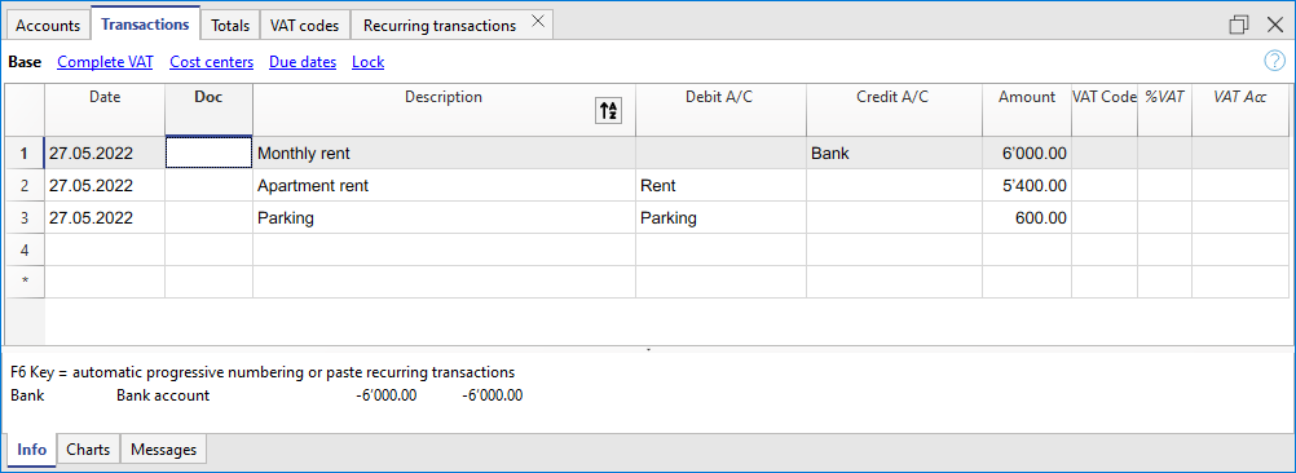 Accounts Transactions Totals VAT codes Recurring transactions
Base Complete VAT Cost centers Due dates Lock
Date Doc Description Debit A/C Credit A/C Amount VAT Code %VAT VAT Acc
1 27.05.2022 Monthly rent Bank 6'000.00
2 27.05.2022 Apartment rent Rent 5'400.00
3 27.05.2022 Parking Parking 600.00
4
*
F6 Key = automatic progressive numbering or paste recurring transactions
Bank Bank account -6'000.00 -6'000.00
Info Charts Messages